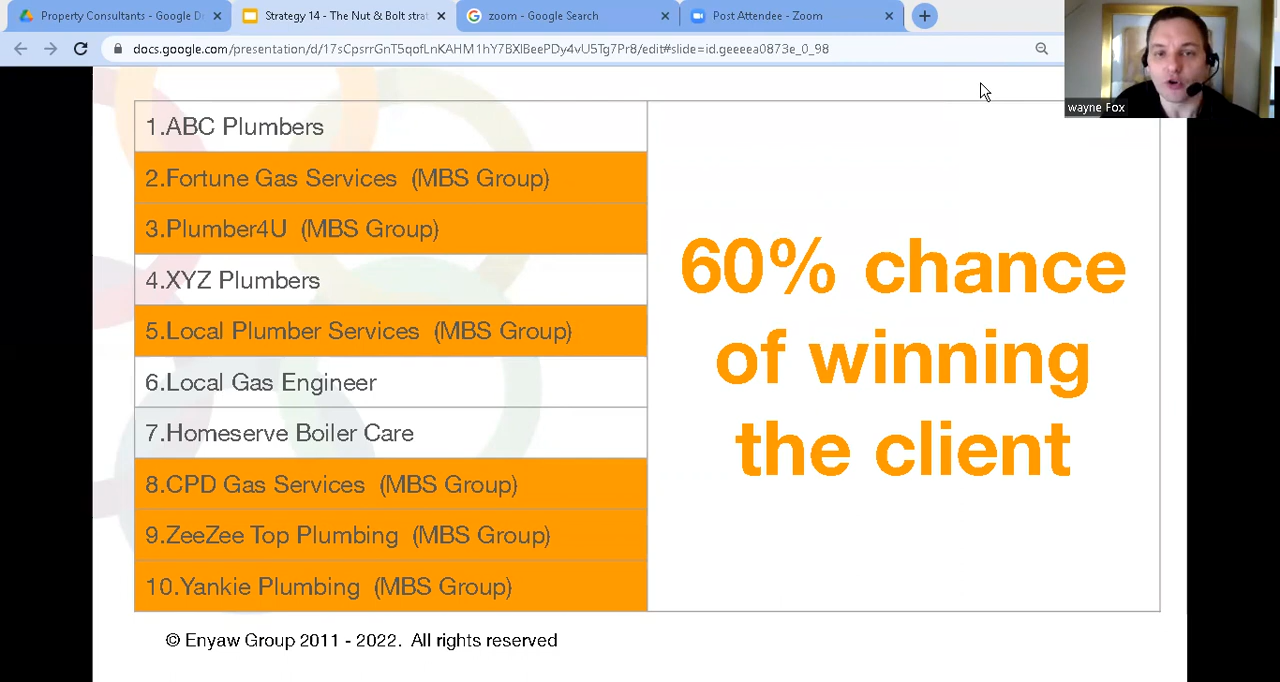 Property Consultants - Google Di
Strategy 14 - The Nut & Bolt strat
zoom - Google Search
Post Attendee - Zoom
docs.google.com/presentation/d/17sCpsrrGnT5qofLnKAHM1hY7BXlBeePDy4vU5Tg7Pr8/edit#slide=id.geeeea0873e_0_98
wayne Fox
1.ABC Plumbers
2.Fortune Gas Services (MBS Group)
3.Plumber4U (MBS Group)
4.XYZ Plumbers
5.Local Plumber Services (MBS Group)
6.Local Gas Engineer
7.Homeserve Boiler Care
8.CPD Gas Services (MBS Group)
9.ZeeZee Top Plumbing (MBS Group)
10.Yankie Plumbing (MBS Group)
60% chance
of winning
the client
© Enyaw Group 2011 - 2022. All rights reserved